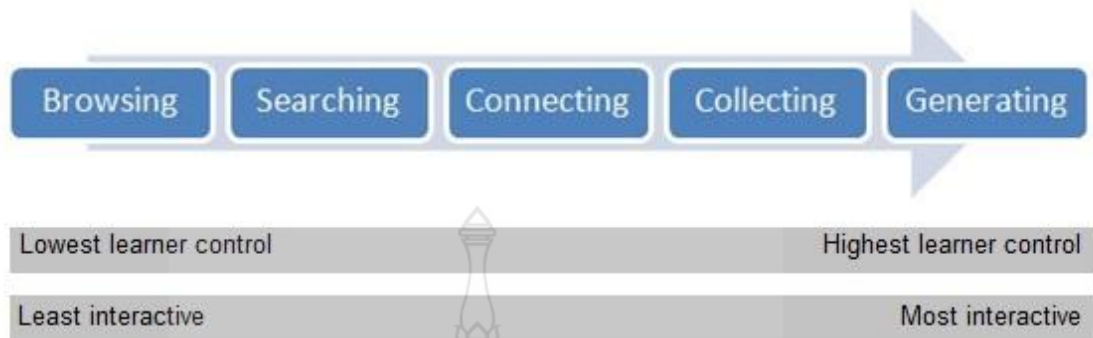 Browsing Searching Connecting Collecting Generating
Lowest learner control Highest learner control
Least interactive Most interactive